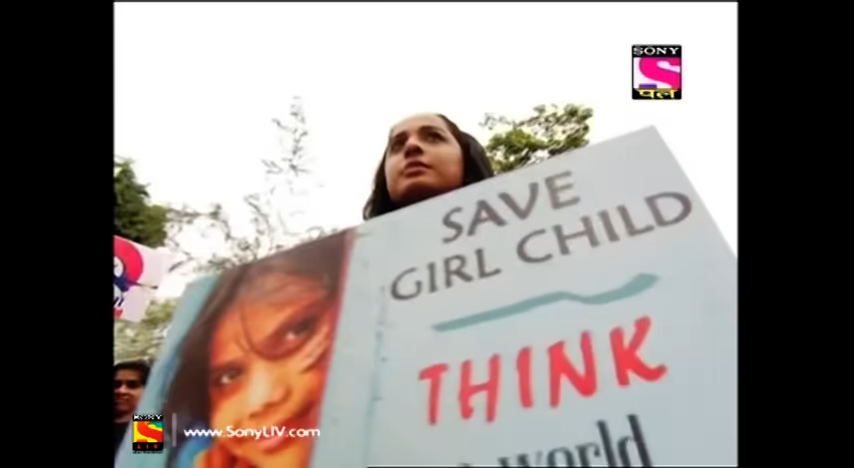 SONY
S
पल
SAVE
GIRL CHILD
THINK
world
SONY
S
LIV
www.SonyLIV.com